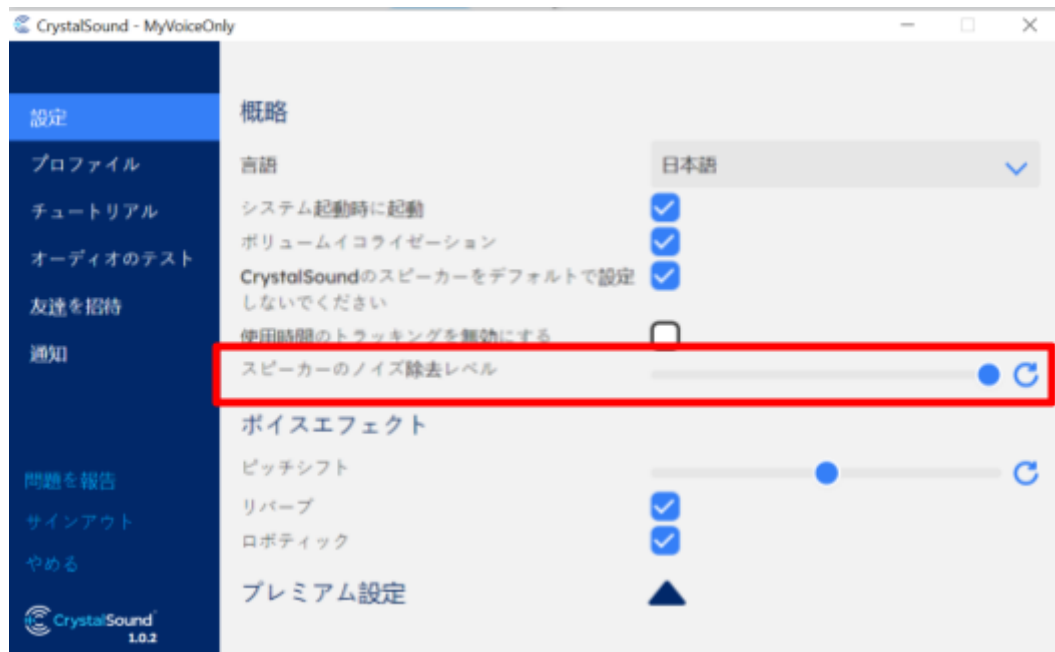 CrystalSound - MyVoiceOnly
設定
プロファイル
チュートリアル
オーディオのテスト
友達を招待
通知
問題を報告
サインアウト
やめる
CrystalSound
1.0.2
概略
言語
日本語
システム起動時に起動
ボリュームイコライゼーション
CrystalSoundのスピーカーをデフォルトで設定
しないでください
使用時間のトラッキングを無効にする
スピーカーのノイズ除去レベル
ボイスエフェクト
ピッチシフト
リバーブ
ロボティック
プレミアム設定